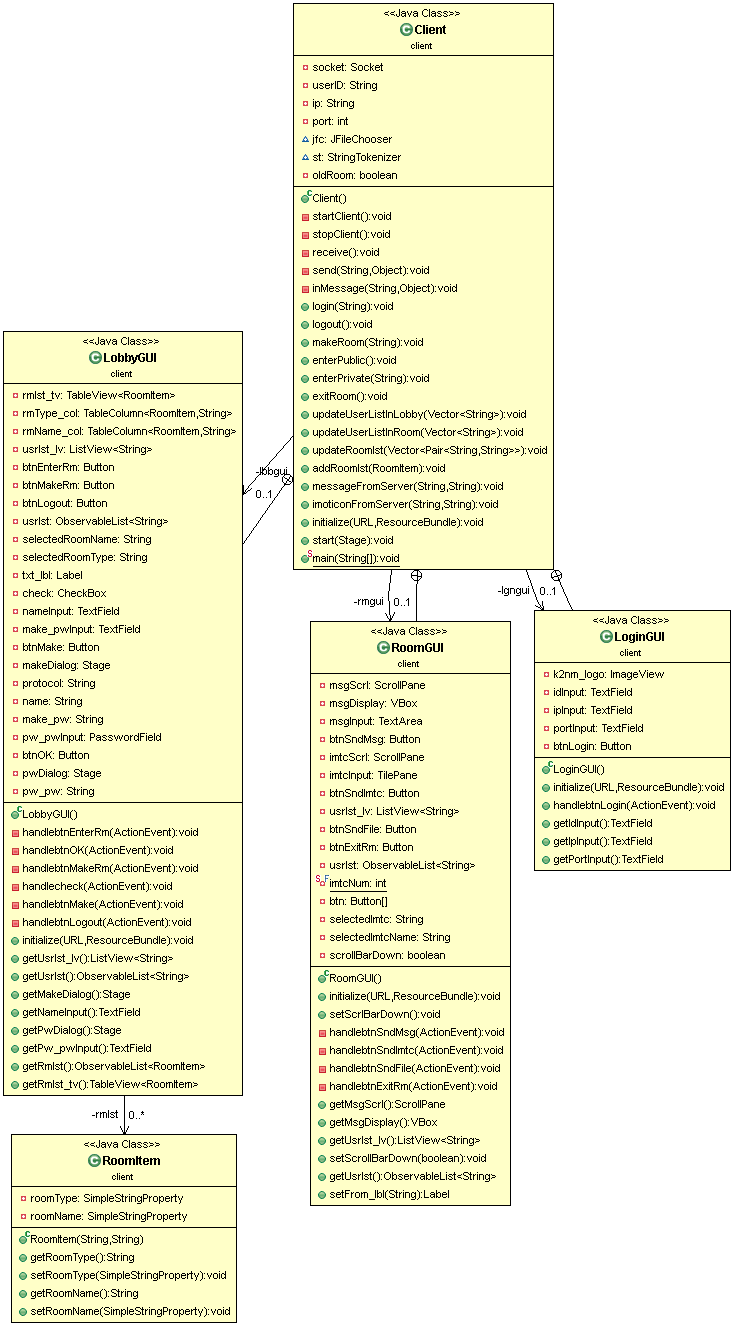 <<Java Class>>
Client
client
socket: Socket
userID: String
ip: String
port: int
jfc: JFileChooser
st: StringTokenizer
oldRoom: boolean
Client()
startClient():void
stopClient():void
receive():void
send(String,Object):void
inMessage(String,Object):void
login(String):void
logout():void
makeRoom(String):void
enterPublic():void
enterPrivate(String):void
exitRoom():void
updateUserListInLobby(Vector<String>):void
updateUserListInRoom(Vector<String>):void
updateRoomlst(Vector<Pair<String,String>>):void
addRoomlst(RoomItem):void
messageFromServer(String,String):void
imoticonFromServer(String,String):void
initialize(URL,ResourceBundle):void
start(Stage):void
main(String[]):void
-lbbgui
0..1
-rmgui
0..1
-lgngui
0..1
<<Java Class>>
LobbyGUI
client
rmlst_tv: TableView<RoomItem>
rmType_col: TableColumn<RoomItem,String>
rmName_col: TableColumn<RoomItem,String>
usrlst_lv: ListView<String>
btnEnterRm: Button
btnMakeRm: Button
btnLogout: Button
usrlst: ObservableList<String>
selectedRoomName: String
selectedRoomType: String
txt_lbl: Label
check: CheckBox
nameInput: TextField
make_pwInput: TextField
btnMake: Button
makeDialog: Stage
protocol: String
name: String
make_pw: String
pw_pwInput: PasswordField
btnOK: Button
pwDialog: Stage
pw_pw: String
LobbyGUI()
handlebtnEnterRm(ActionEvent):void
handlebtnOK(ActionEvent):void
handlebtnMakeRm(ActionEvent):void
handlecheck(ActionEvent):void
handlebtnMake(ActionEvent):void
handlebtnLogout(ActionEvent):void
initialize(URL,ResourceBundle):void
getUsrlst_lv():ListView<String>
getUsrlst():ObservableList<String>
getMakeDialog():Stage
getNameInput():TextField
getPwDialog():Stage
getPw_pwInput():TextField
getRmlst():ObservableList<RoomItem>
getRmlst_tv():TableView<RoomItem>
-rmlst
0..*
<<Java Class>>
RoomItem
client
roomType: SimpleStringProperty
roomName: SimpleStringProperty
RoomItem(String,String)
getRoomType():String
setRoomType(SimpleStringProperty):void
getRoomName():String
setRoomName(SimpleStringProperty):void
<<Java Class>>
RoomGUI
client
msgScrl: ScrollPane
msgDisplay: VBox
msgInput: TextArea
btnSndMsg: Button
imtcScrl: ScrollPane
imtcInput: TilePane
btnSndImtc: Button
usrlst_lv: ListView<String>
btnSndFile: Button
btnExitRm: Button
usrlst: ObservableList<String>
imtcNum: int
btn: Button[]
selectedImtc: String
selectedImtcName: String
scrollBarDown: boolean
RoomGUI()
initialize(URL,ResourceBundle):void
setScrlBarDown():void
handlebtnSndMsg(ActionEvent):void
handlebtnSndImtc(ActionEvent):void
handlebtnSndFile(ActionEvent):void
handlebtnExitRm(ActionEvent):void
getMsgScrl():ScrollPane
getMsgDisplay():VBox
getUsrlst_lv():ListView<String>
setScrollBarDown(boolean):void
getUsrlst():ObservableList<String>
setFrom_lbl(String):Label
<<Java Class>>
LoginGUI
client
k2nm_logo: ImageView
idInput: TextField
ipInput: TextField
portInput: TextField
btnLogin: Button
LoginGUI()
initialize(URL,ResourceBundle):void
handlebtnLogin(ActionEvent):void
getIdInput():TextField
getIpInput():TextField
getPortInput():TextField